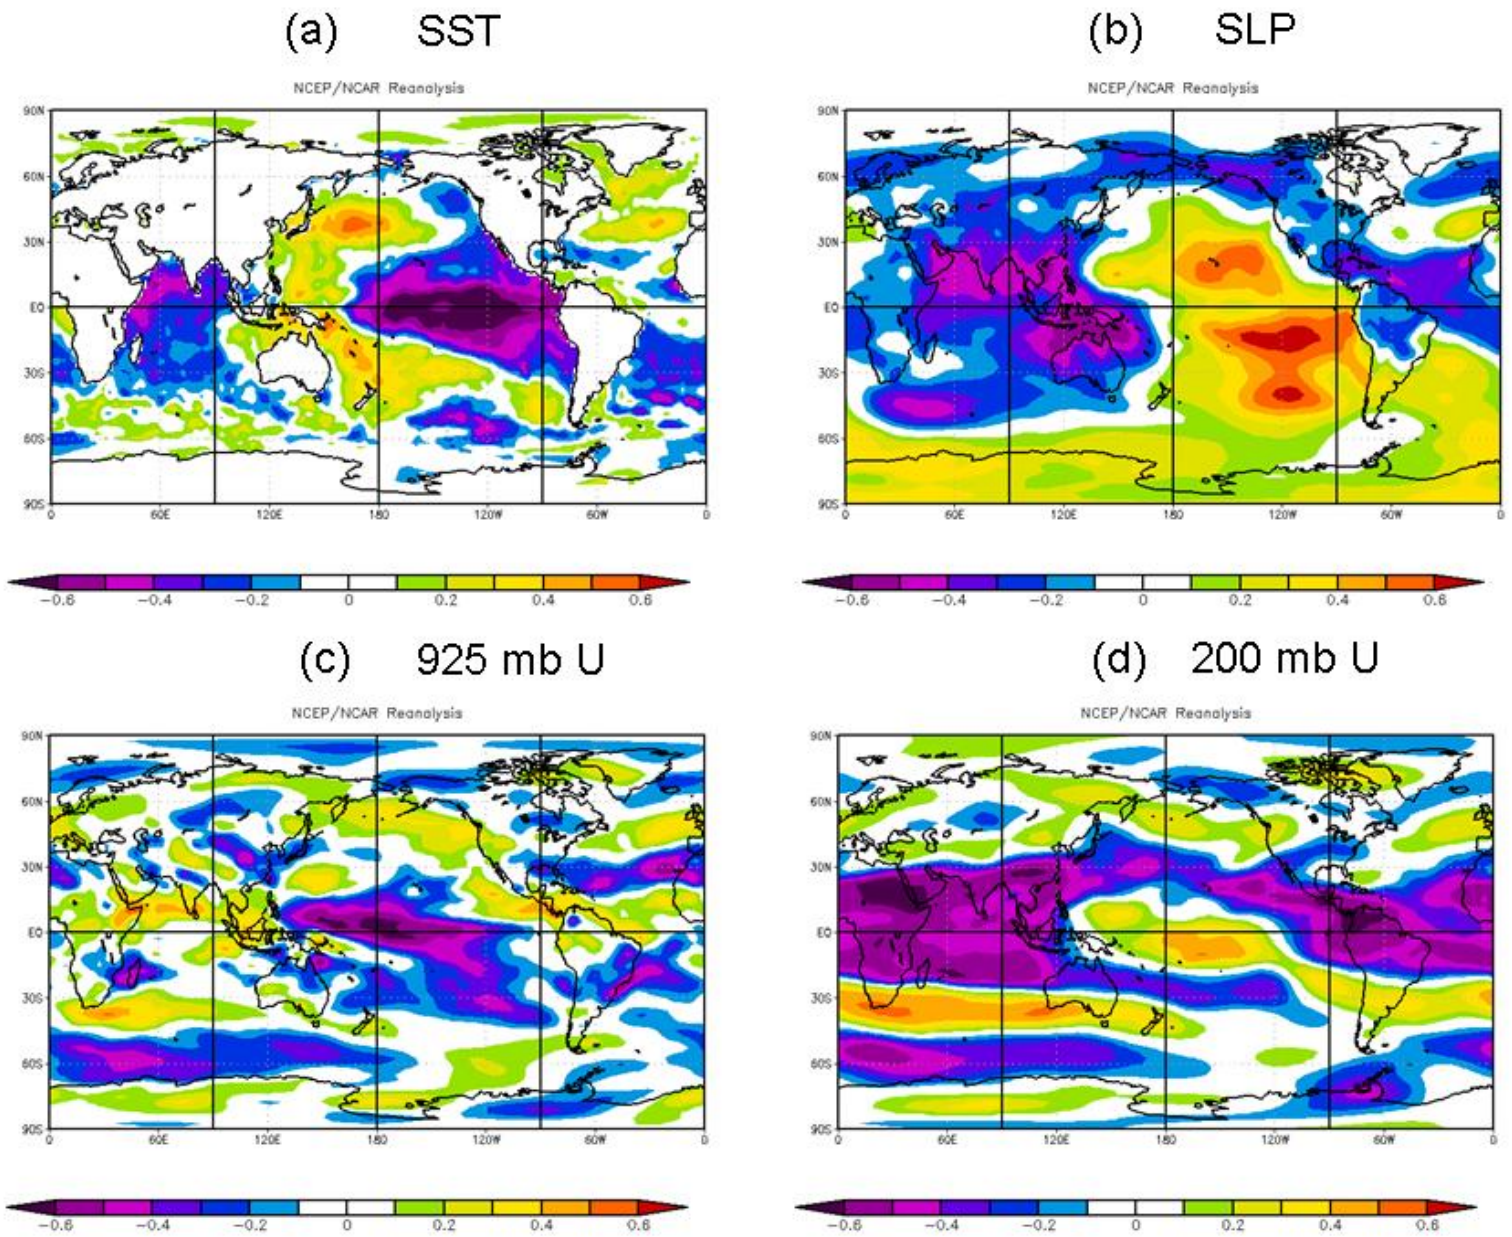 (a) SST
(b) SLP
NCEP/NCAR Reanalysis
NCEP/NCAR Reanalysis
90N
60N
30N
EQ
30S
60S
90S
0 60E 120E 180 120W 60W 0
90N
60N
30N
EQ
30S
60S
90S
0 60E 120E 180 120W 60W 0
-0.6 -0.4 -0.2 0 0.2 0.4 0.6
-0.6 -0.4 -0.2 0 0.2 0.4 0.6
(c) 925 mb U
(d) 200 mb U
NCEP/NCAR Reanalysis
NCEP/NCAR Reanalysis
90N
60N
30N
EQ
30S
60S
90S
0 60E 120E 180 120W 60W 0
90N
60N
30N
EQ
30S
60S
90S
0 60E 120E 180 120W 60W 0
-0.6 -0.4 -0.2 0 0.2 0.4 0.6
-0.6 -0.4 -0.2 0 0.2 0.4 0.6